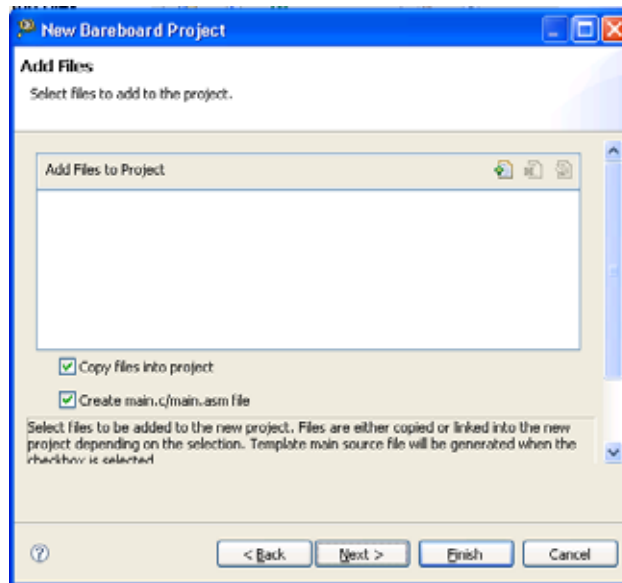 New Bareboard Project
Add Files
Select files to add to the project.
Add Files to Project
Copy files into project
Create main.c/main.asm file
Select files to be added to the new project. Files are either copied or linked into the new
project depending on the selection. Template main source file will be generated when the
checkbox is selected
< Back
Next >
Finish
Cancel